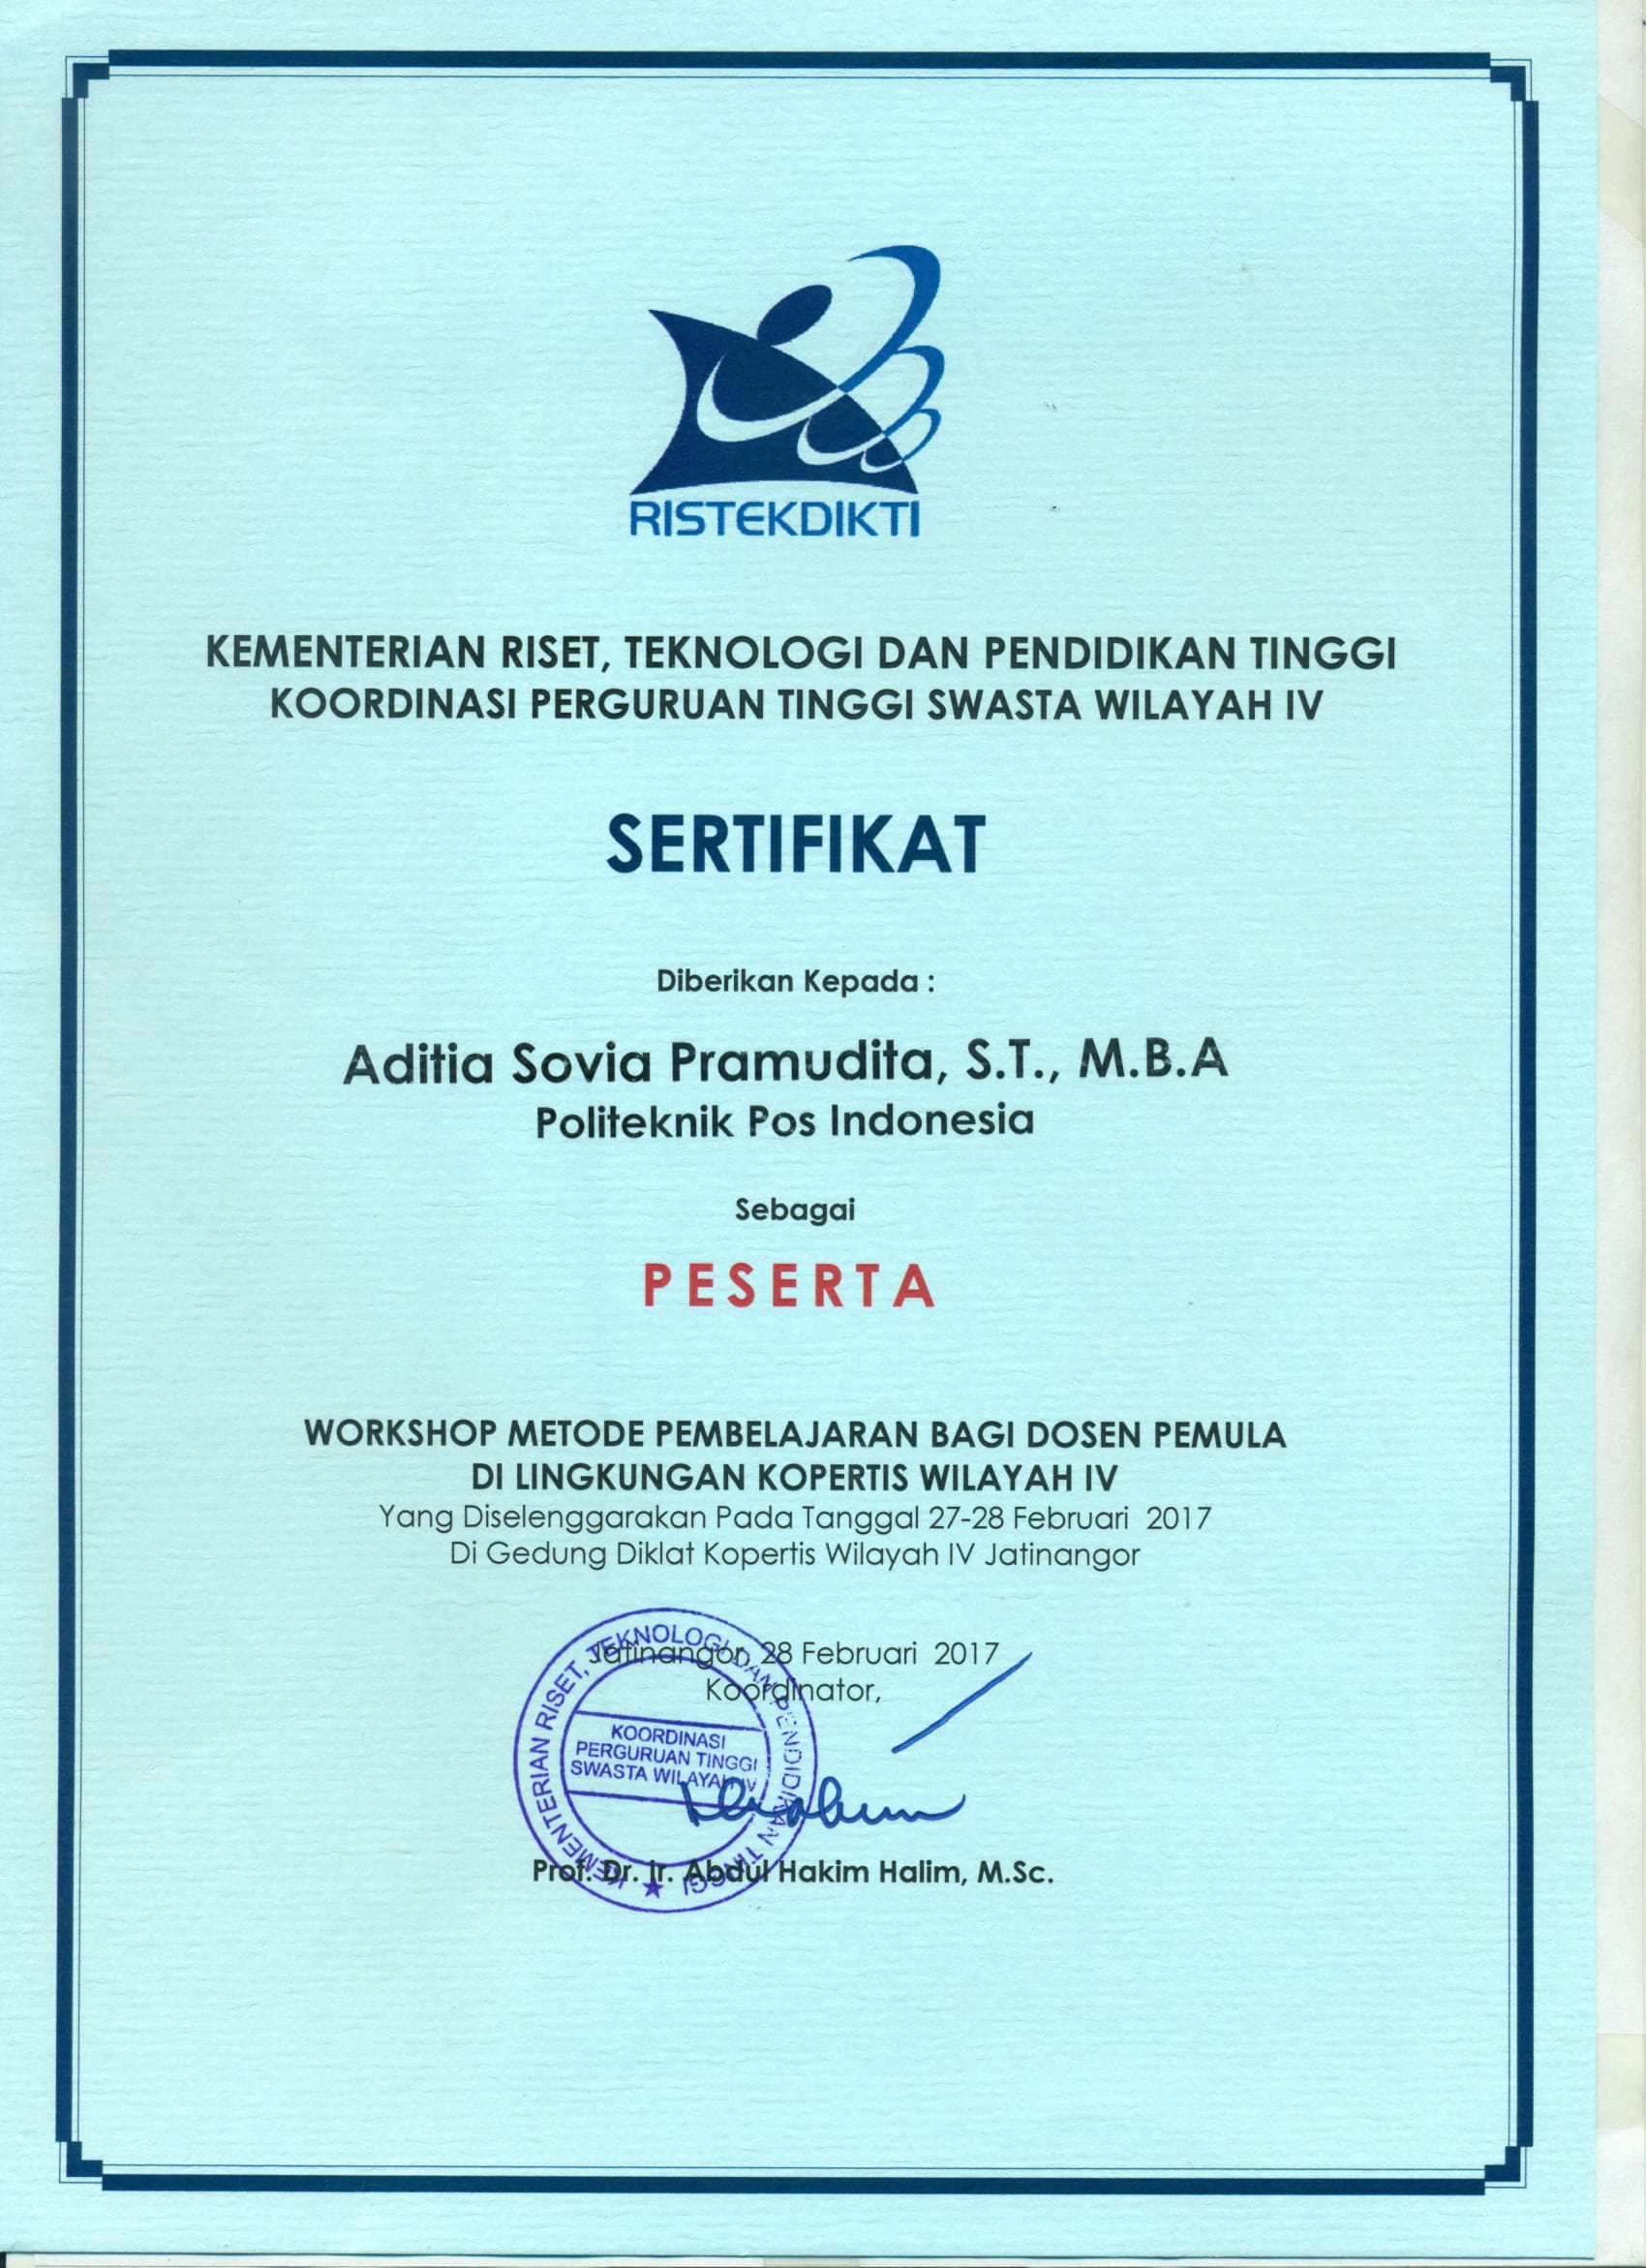 RISTEKDIKTI
KEMENTERIAN RISET, TEKNOLOGI DAN PENDIDIKAN TINGGI
KOORDINASI PERGURUAN TINGGI SWASTA WILAYAH IV
SERTIFIKAT
Diberikan Kepada :
Aditia Sovia Pramudita, S.T., M.B.A
Politeknik Pos Indonesia
Sebagai
PESERTA
WORKSHOP METODE PEMBELAJARAN BAGI DOSEN PEMULA
DI LINGKUNGAN KOPERTIS WILAYAH IV
Yang Diselenggarakan Pada Tanggal 27-28 Februari 2017
Di Gedung Diklat Kopertis Wilayah IV Jatinangor
Jatinangor, 28 Februari 2017
Koordinator,
KEMENTERIAN RISET, TEKNOLOGI DAN PENDIDIKAN TINGGI
KOORDINASI
PERGURUAN TINGGI
SWASTA WILAYAH IV
Prof. Dr. Ir. Abdul Hakim Halim, M.Sc.